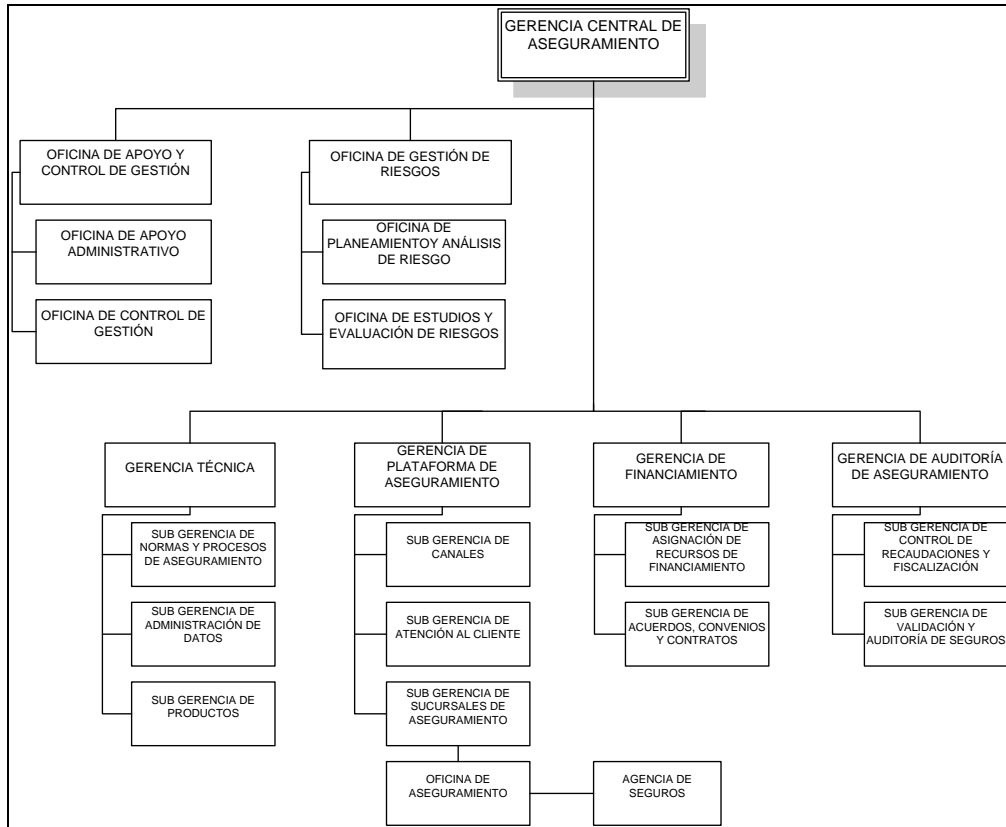 GERENCIA CENTRAL DE
ASEGURAMIENTO
OFICINA DE APOYO Y
CONTROL DE GESTIÓN
OFICINA DE APOYO
ADMINISTRATIVO
OFICINA DE CONTROL DE
GESTIÓN
OFICINA DE GESTIÓN DE
RIESGOS
OFICINA DE
PLANEAMIENTOY ANÁLISIS
DE RIESGO
OFICINA DE ESTUDIOS Y
EVALUACIÓN DE RIESGOS
GERENCIA TÉCNICA
SUB GERENCIA DE
NORMAS Y PROCESOS
DE ASEGURAMIENTO
SUB GERENCIA DE
ADMINISTRACIÓN DE
DATOS
SUB GERENCIA DE
PRODUCTOS
GERENCIA DE
PLATAFORMA DE
ASEGURAMIENTO
SUB GERENCIA DE
CANALES
SUB GERENCIA DE
ATENCIÓN AL CLIENTE
SUB GERENCIA DE
SUCURSALES DE
ASEGURAMIENTO
OFICINA DE
ASEGURAMIENTO
AGENCIA DE
SEGUROS
GERENCIA DE
FINANCIAMIENTO
SUB GERENCIA DE
ASIGNACIÓN DE
RECURSOS DE
FINANCIAMIENTO
SUB GERENCIA DE
ACUERDOS, CONVENIOS
Y CONTRATOS
GERENCIA DE AUDITORÍA
DE ASEGURAMIENTO
SUB GERENCIA DE
CONTROL DE
RECAUDACIONES Y
FISCALIZACIÓN
SUB GERENCIA DE
VALIDACIÓN Y
AUDITORÍA DE SEGUROS